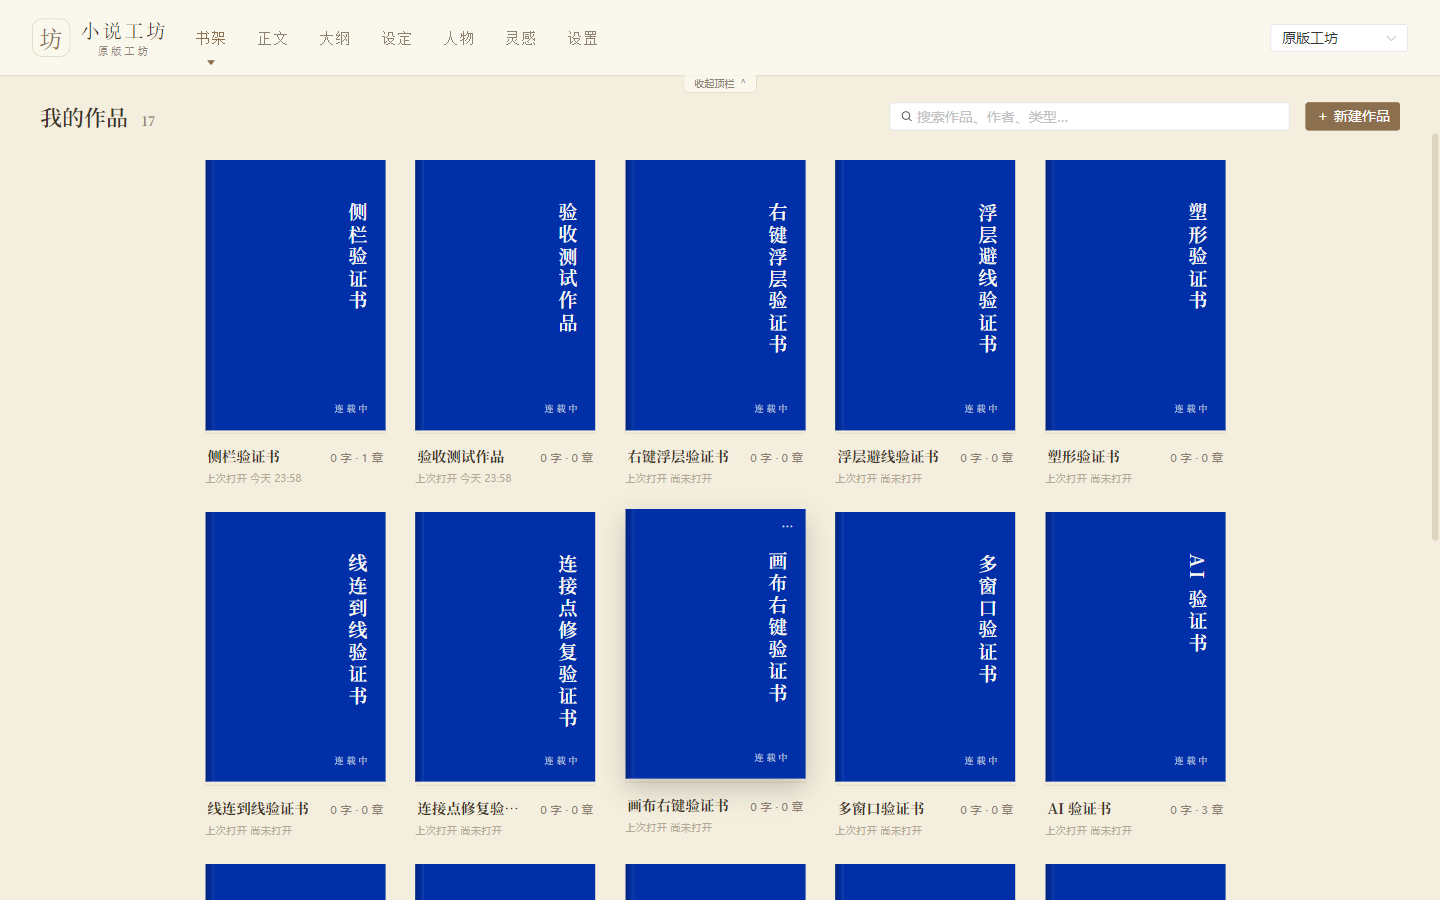 坊
小说工坊
原版工坊
书架
正文
大纲
设定
人物
灵感
设置
原版工坊
收起顶栏 ^
我的作品 17
搜索作品、作者、类型...
+ 新建作品
侧栏验证书
连载中
验收测试作品
连载中
右键浮层验证书
连载中
浮层避线验证书
连载中
塑形验证书
连载中
侧栏验证书 0 字 · 1 章
上次打开 今天 23:58
验收测试作品 0 字 · 0 章
上次打开 今天 23:58
右键浮层验证书 0 字 · 0 章
上次打开 尚未打开
浮层避线验证书 0 字 · 0 章
上次打开 尚未打开
塑形验证书 0 字 · 0 章
上次打开 尚未打开
线连到线验证书
连载中
连接点修复验证书
连载中
...
画布右键验证书
连载中
多窗口验证书
连载中
AI 验证书
连载中
线连到线验证书 0 字 · 0 章
上次打开 尚未打开
连接点修复验… 0 字 · 0 章
上次打开 尚未打开
画布右键验证书 0 字 · 0 章
上次打开 尚未打开
多窗口验证书 0 字 · 0 章
上次打开 尚未打开
AI 验证书 0 字 · 3 章
上次打开 尚未打开